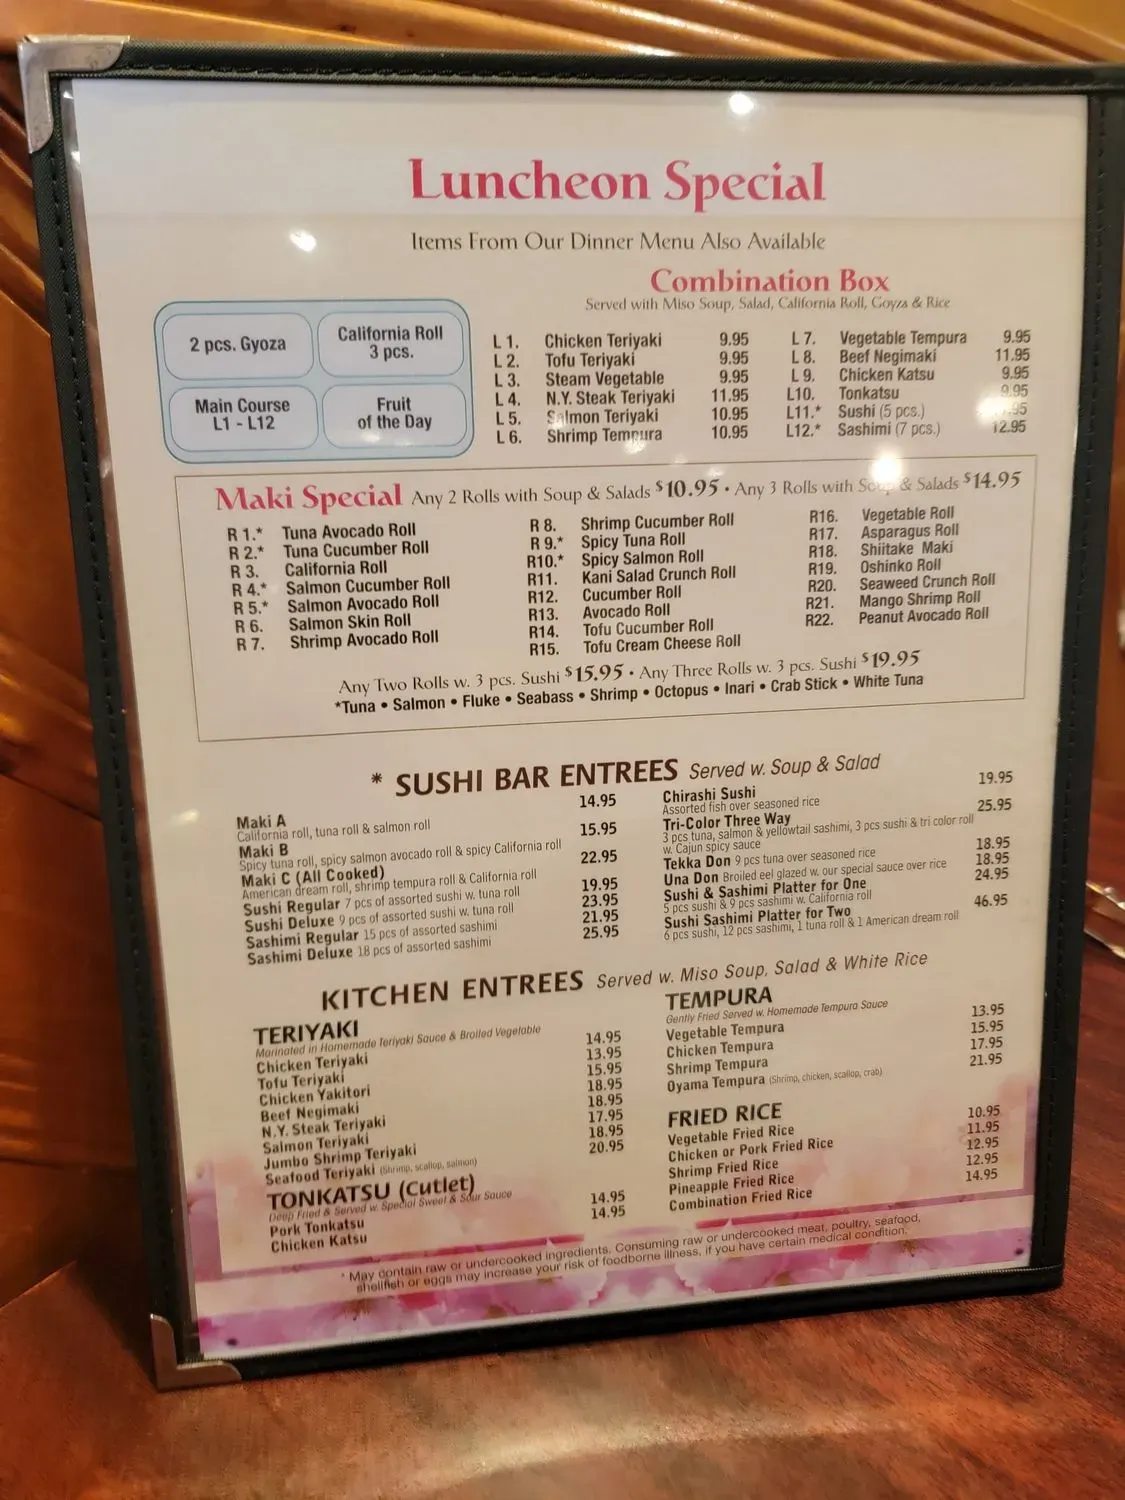 Luncheon Special
Items From Our Dinner Menu Also Available
Combination Box
Served with Miso Soup, Salad, California Roll, Goyza & Rice
2 pcs. Gyoza
California Roll
3 pcs.
Main Course
L1 - L12
Fruit
of the Day
L 1. Chicken Teriyaki 9.95
L 2. Tofu Teriyaki 9.95
L 3. Steam Vegetable 9.95
L 4. N.Y. Steak Teriyaki 11.95
L 5. Salmon Teriyaki 10.95
L 6. Shrimp Tempura 10.95
L 7. Vegetable Tempura 9.95
L 8. Beef Negimaki 11.95
L 9. Chicken Katsu 9.95
L10. Tonkatsu 9.95
L11.* Sushi (5 pcs.)
L12.* Sashimi (7 pcs.) 12.95
Maki Special Any 2 Rolls with Soup & Salads $10.95 • Any 3 Rolls with Soup & Salads $14.95
R 1.* Tuna Avocado Roll
R 2.* Tuna Cucumber Roll
R 3. California Roll
R 4.* Salmon Cucumber Roll
R 5.* Salmon Avocado Roll
R 6. Salmon Skin Roll
R 7. Shrimp Avocado Roll
R 8. Shrimp Cucumber Roll
R 9.* Spicy Tuna Roll
R10.* Spicy Salmon Roll
R11. Kani Salad Crunch Roll
R12. Cucumber Roll
R13. Avocado Roll
R14. Tofu Cucumber Roll
R15. Tofu Cream Cheese Roll
R16. Vegetable Roll
R17. Asparagus Roll
R18. Shiitake Maki
R19. Oshinko Roll
R20. Seaweed Crunch Roll
R21. Mango Shrimp Roll
R22. Peanut Avocado Roll
Any Two Rolls w. 3 pcs. Sushi $15.95 • Any Three Rolls w. 3 pcs. Sushi $19.95
*Tuna • Salmon • Fluke • Seabass • Shrimp • Octopus • Inari • Crab Stick • White Tuna
* SUSHI BAR ENTREES Served w. Soup & Salad
Maki A 14.95
California roll, tuna roll & salmon roll
Maki B 15.95
Spicy tuna roll, spicy salmon avocado roll & spicy California roll
Maki C (All Cooked) 22.95
American dream roll, shrimp tempura roll & California roll
Sushi Regular 7 pcs of assorted sushi w. tuna roll 19.95
Sushi Deluxe 9 pcs of assorted sushi w. tuna roll 23.95
Sashimi Regular 15 pcs of assorted sashimi 21.95
Sashimi Deluxe 18 pcs of assorted sashimi 25.95
Chirashi Sushi 19.95
Assorted fish over seasoned rice
Tri-Color Three Way 25.95
3 pcs tuna, salmon & yellowtail sashimi, 3 pcs sushi & tri color roll
w. Cajun spicy sauce
Tekka Don 9 pcs tuna over seasoned rice 18.95
Una Don Broiled eel glazed w. our special sauce over rice 18.95
Sushi & Sashimi Platter for One 24.95
5 pcs sushi & 9 pcs sashimi w. California roll
Sushi Sashimi Platter for Two 46.95
6 pcs sushi, 12 pcs sashimi, 1 tuna roll & 1 American dream roll
KITCHEN ENTREES Served w. Miso Soup, Salad & White Rice
TERIYAKI
Marinated in Homemade Teriyaki Sauce & Broiled Vegetable
Chicken Teriyaki 14.95
Tofu Teriyaki 13.95
Chicken Yakitori 15.95
Beef Negimaki 18.95
N.Y. Steak Teriyaki 18.95
Salmon Teriyaki 17.95
Jumbo Shrimp Teriyaki 18.95
Seafood Teriyaki (Shrimp, scallop, salmon) 20.95
TONKATSU (Cutlet)
Deep Fried & Served w. Special Sweet & Sour Sauce
Pork Tonkatsu 14.95
Chicken Katsu 14.95
TEMPURA
Gently Fried Served w. Homemade Tempura Sauce
Vegetable Tempura 13.95
Chicken Tempura 15.95
Shrimp Tempura 17.95
Oyama Tempura (Shrimp, chicken, scallop, crab) 21.95
FRIED RICE
Vegetable Fried Rice 10.95
Chicken or Pork Fried Rice 11.95
Shrimp Fried Rice 12.95
Pineapple Fried Rice 12.95
Combination Fried Rice 14.95
* May contain raw or undercooked ingredients. Consuming raw or undercooked meat, poultry, seafood,
shellfish or eggs may increase your risk of foodborne illness, if you have certain medical condition.